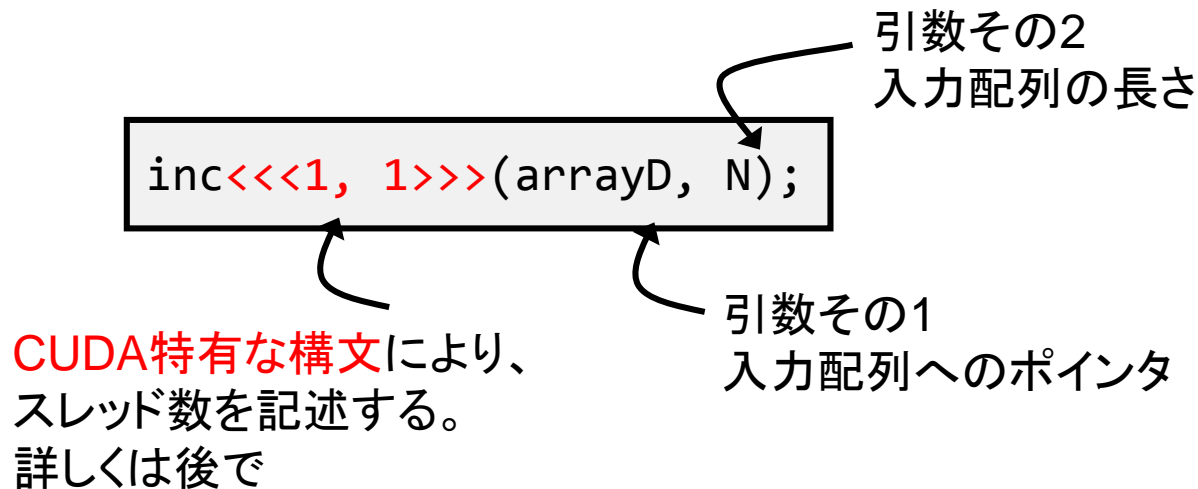 引数その2
入力配列の長さ
inc<<<1, 1>>>(arrayD, N);
引数その1
入力配列へのポインタ
CUDA特有な構文により、
スレッド数を記述する。
詳しくは後で